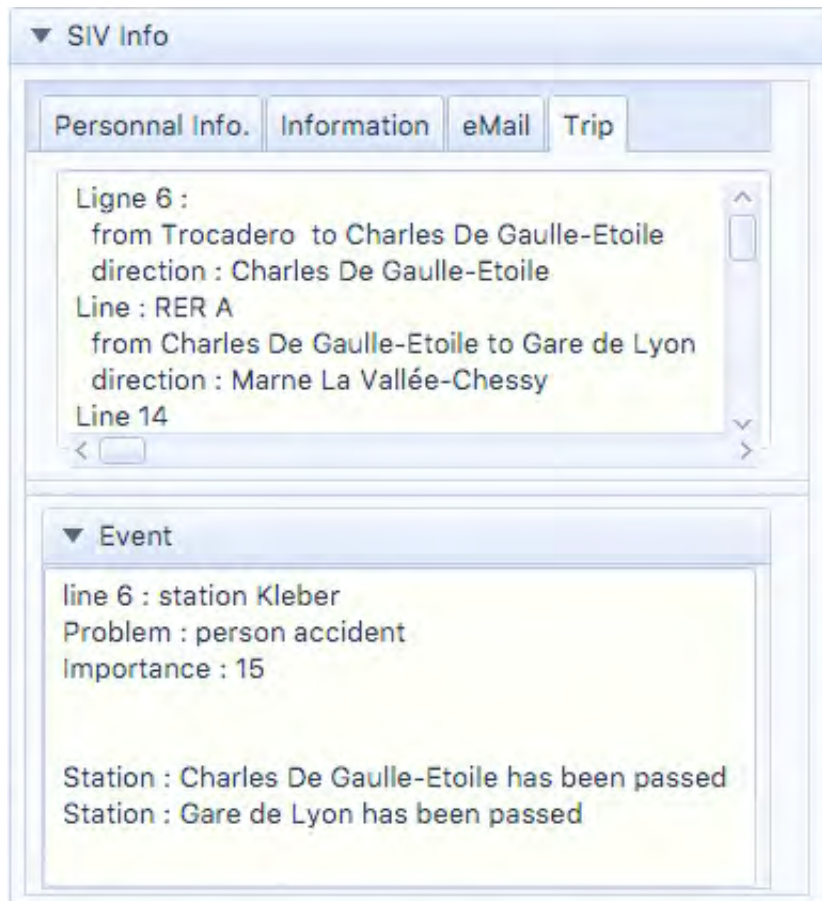 SIV Info
Personnal Info. Information eMail Trip
Ligne 6 :
from Trocadero to Charles De Gaulle-Etoile
direction : Charles De Gaulle-Etoile
Line : RER A
from Charles De Gaulle-Etoile to Gare de Lyon
direction : Marne La Vallée-Chessy
Line 14
Event
line 6 : station Kleber
Problem : person accident
Importance : 15
Station : Charles De Gaulle-Etoile has been passed
Station : Gare de Lyon has been passed